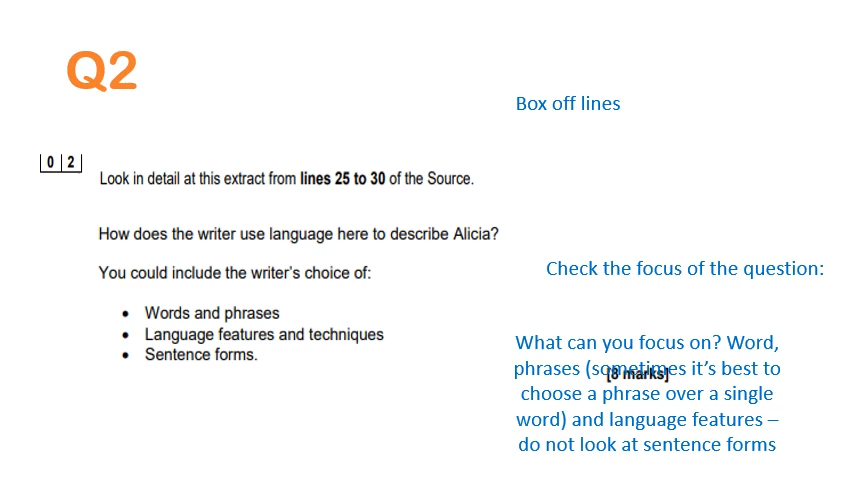 Q2
Box off lines
0 2
Look in detail at this extract from lines 25 to 30 of the Source.
How does the writer use language here to describe Alicia?
You could include the writer's choice of:
Check the focus of the question:
• Words and phrases
• Language features and techniques
• Sentence forms.
What can you focus on? Word,
phrases (sometimes it's best to
[8 marks]
choose a phrase over a single
word) and language features –
do not look at sentence forms